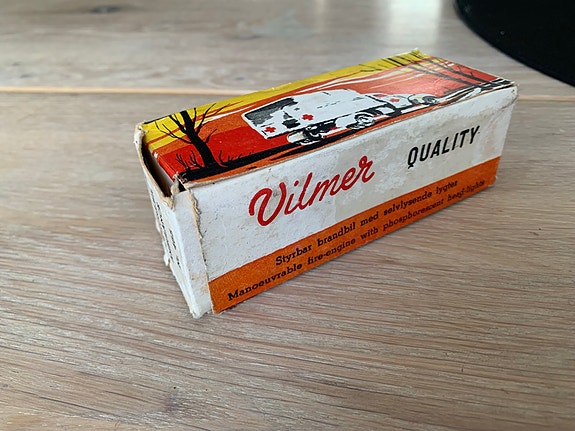 Vilmer QUALITY
Styrbar brandbil med selvlysende lygter
Manoeuvrable fire-engine with phosphorescent head-lights